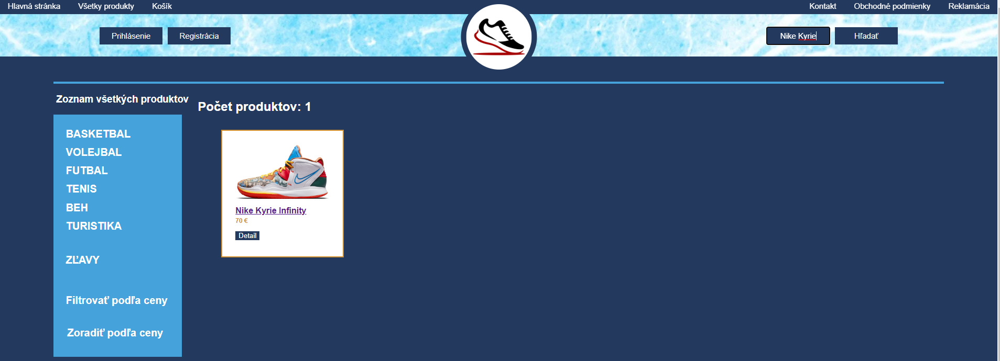 Hlavná stránka Všetky produkty Košík Kontakt Obchodné podmienky Reklamácia
Prihlásenie Registrácia Nike Kyrie Hľadať
Zoznam všetkých produktov
Počet produktov: 1
BASKETBAL
VOLEJBAL
FUTBAL
TENIS
BEH
TURISTIKA
ZĽAVY
Filtrovať podľa ceny
Zoradiť podľa ceny
Nike Kyrie Infinity
70 €
Detail